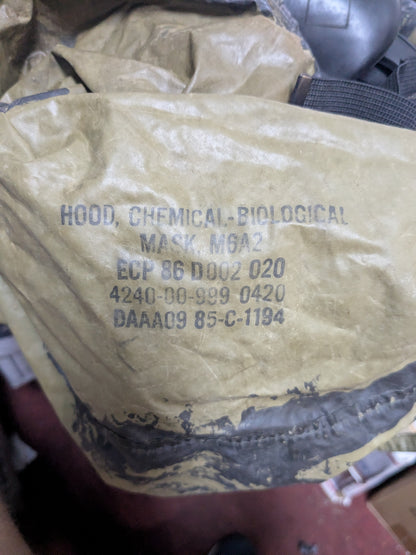 HOOD, CHEMICAL-BIOLOGICAL
MASK, M6A2
ECP 86 D002 020
4240-00-999 0420
DAAA09 85-C-1194